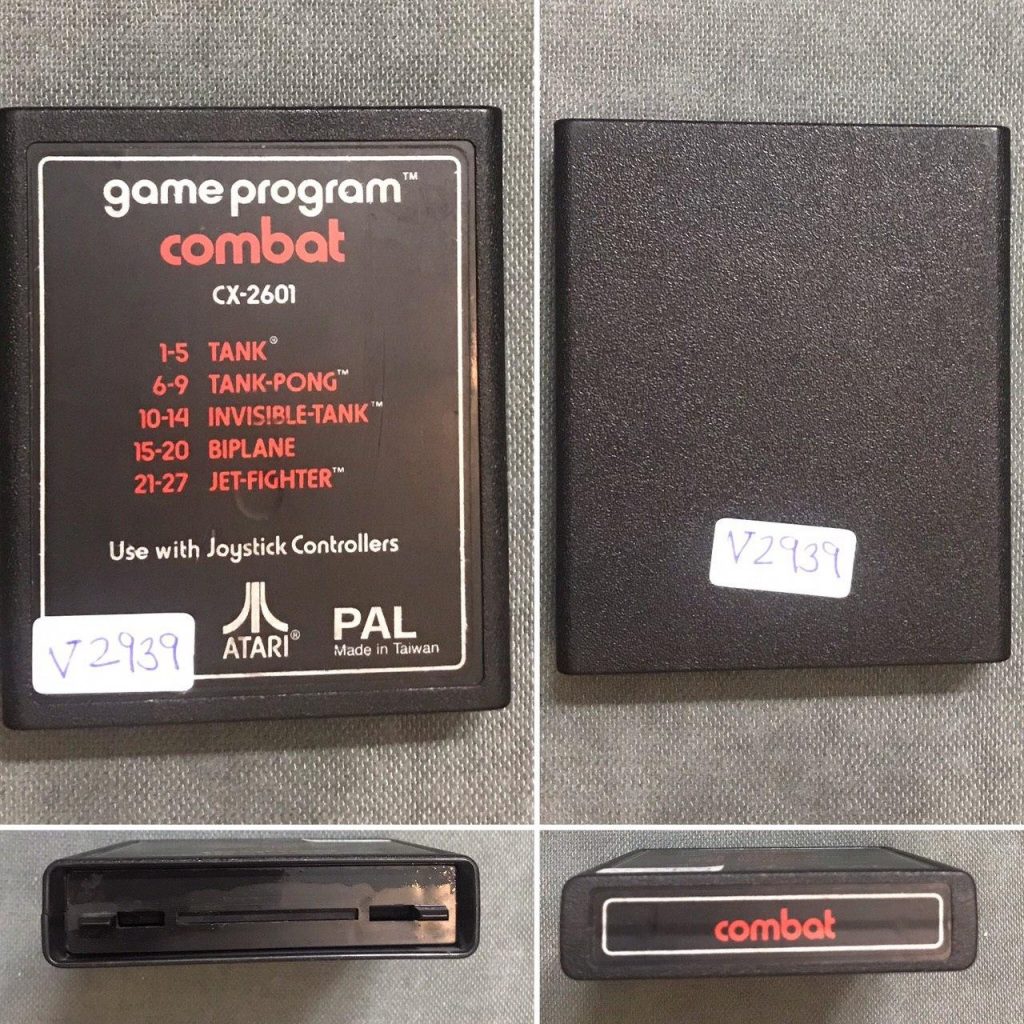 game program™
combat
CX-2601
1-5 TANK®
6-9 TANK-PONG™
10-14 INVISIBLE-TANK™
15-20 BIPLANE
21-27 JET-FIGHTER™
Use with Joystick Controllers
ATARI®
PAL
Made in Taiwan
V2939
V2939
combat